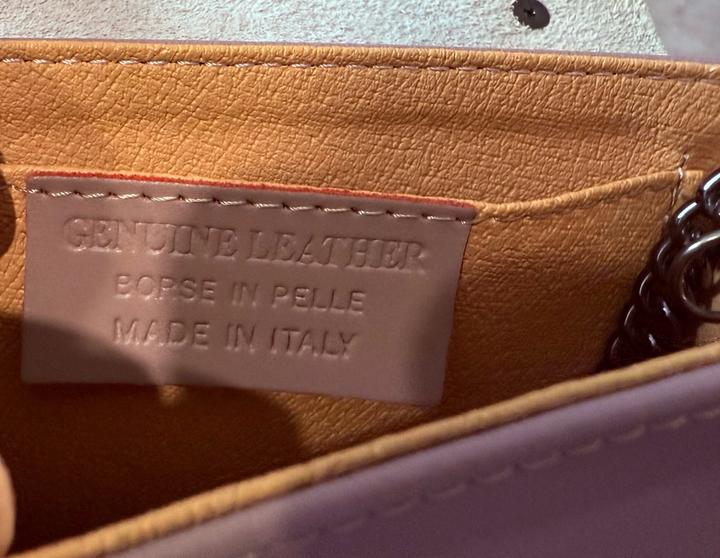 GENUINE LEATHER
BORSE IN PELLE
MADE IN ITALY